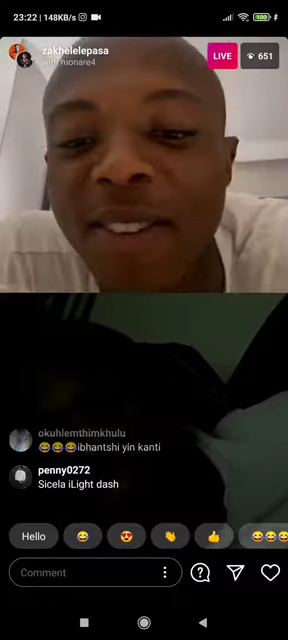 23:22 | 148KB/s
100
zakhelelepasa
LIVE
651
with monare4
okuhlemthimkhulu
😂😂😂ibhantshi yin kanti
penny0272
Sicela iLight dash
Hello
Comment